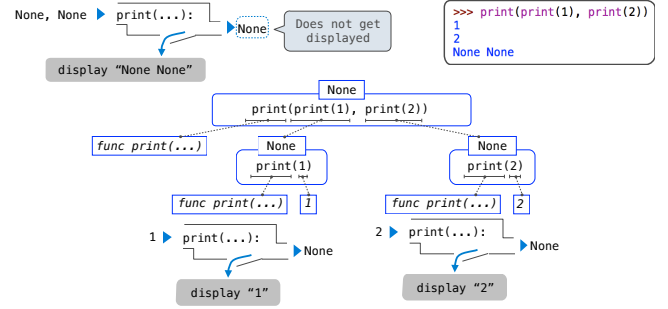 None, None
print(...):
None
Does not get
displayed
display “None None”
>>> print(print(1), print(2))
1
2
None None
None
print(print(1), print(2))
func print(...)
None
print(1)
None
print(2)
func print(...)
1
func print(...)
2
1
print(...):
None
display “1”
2
print(...):
None
display “2”